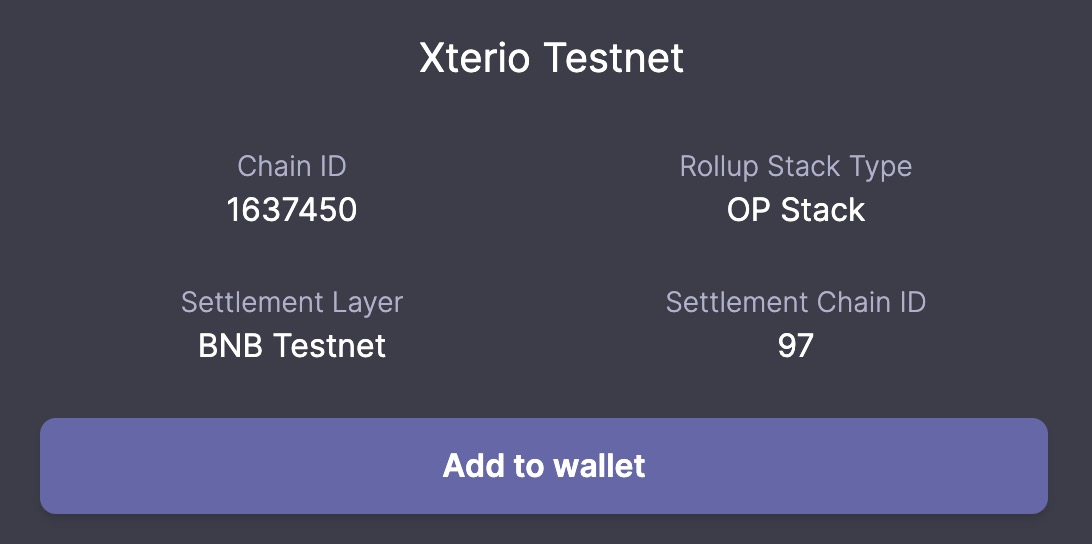 Xterio Testnet
Chain ID
1637450
Rollup Stack Type
OP Stack
Settlement Layer
BNB Testnet
Settlement Chain ID
97
Add to wallet